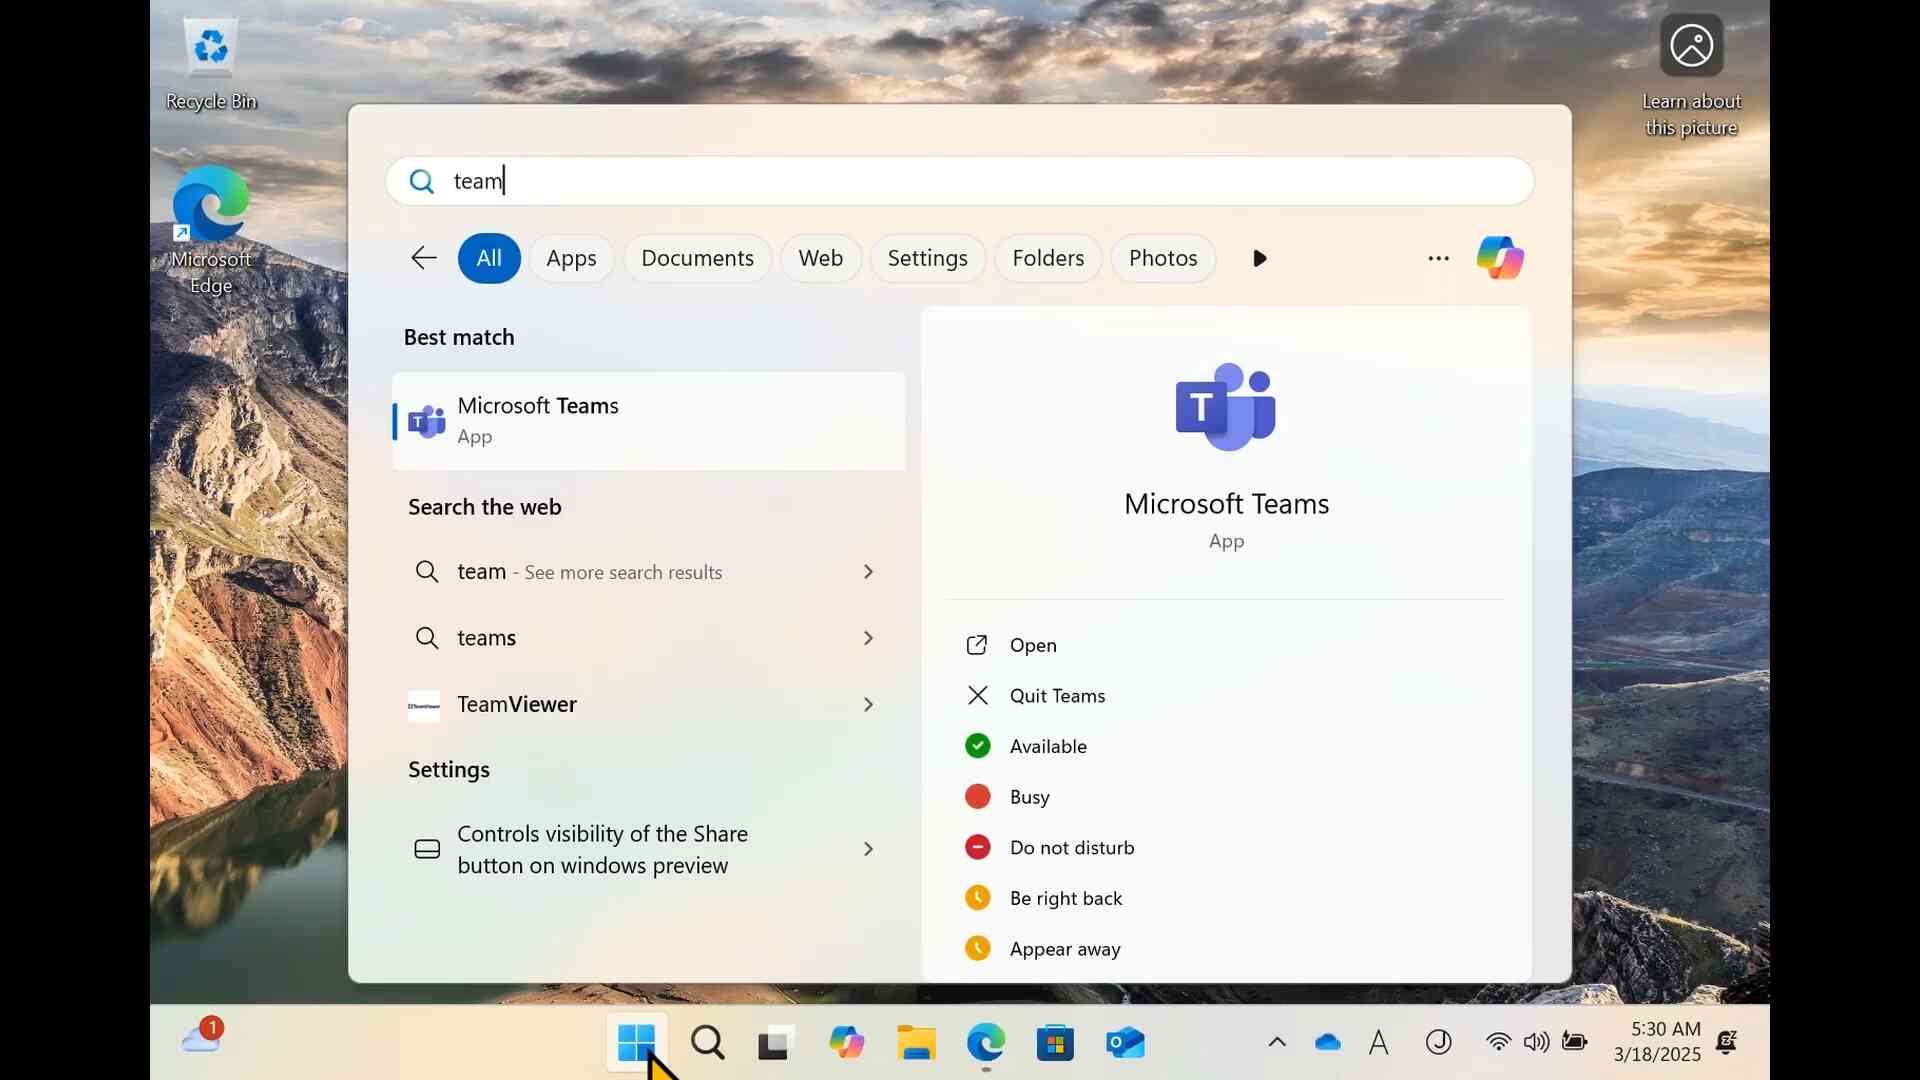 Recycle Bin
Microsoft
Edge
Learn about
this picture
team
All
Apps
Documents
Web
Settings
Folders
Photos
Best match
Microsoft Teams
App
Search the web
team - See more search results
teams
TeamViewer
Settings
Controls visibility of the Share
button on windows preview
T
Microsoft Teams
App
Open
Quit Teams
Available
Busy
Do not disturb
Be right back
Appear away
1
A
J
5:30 AM
3/18/2025